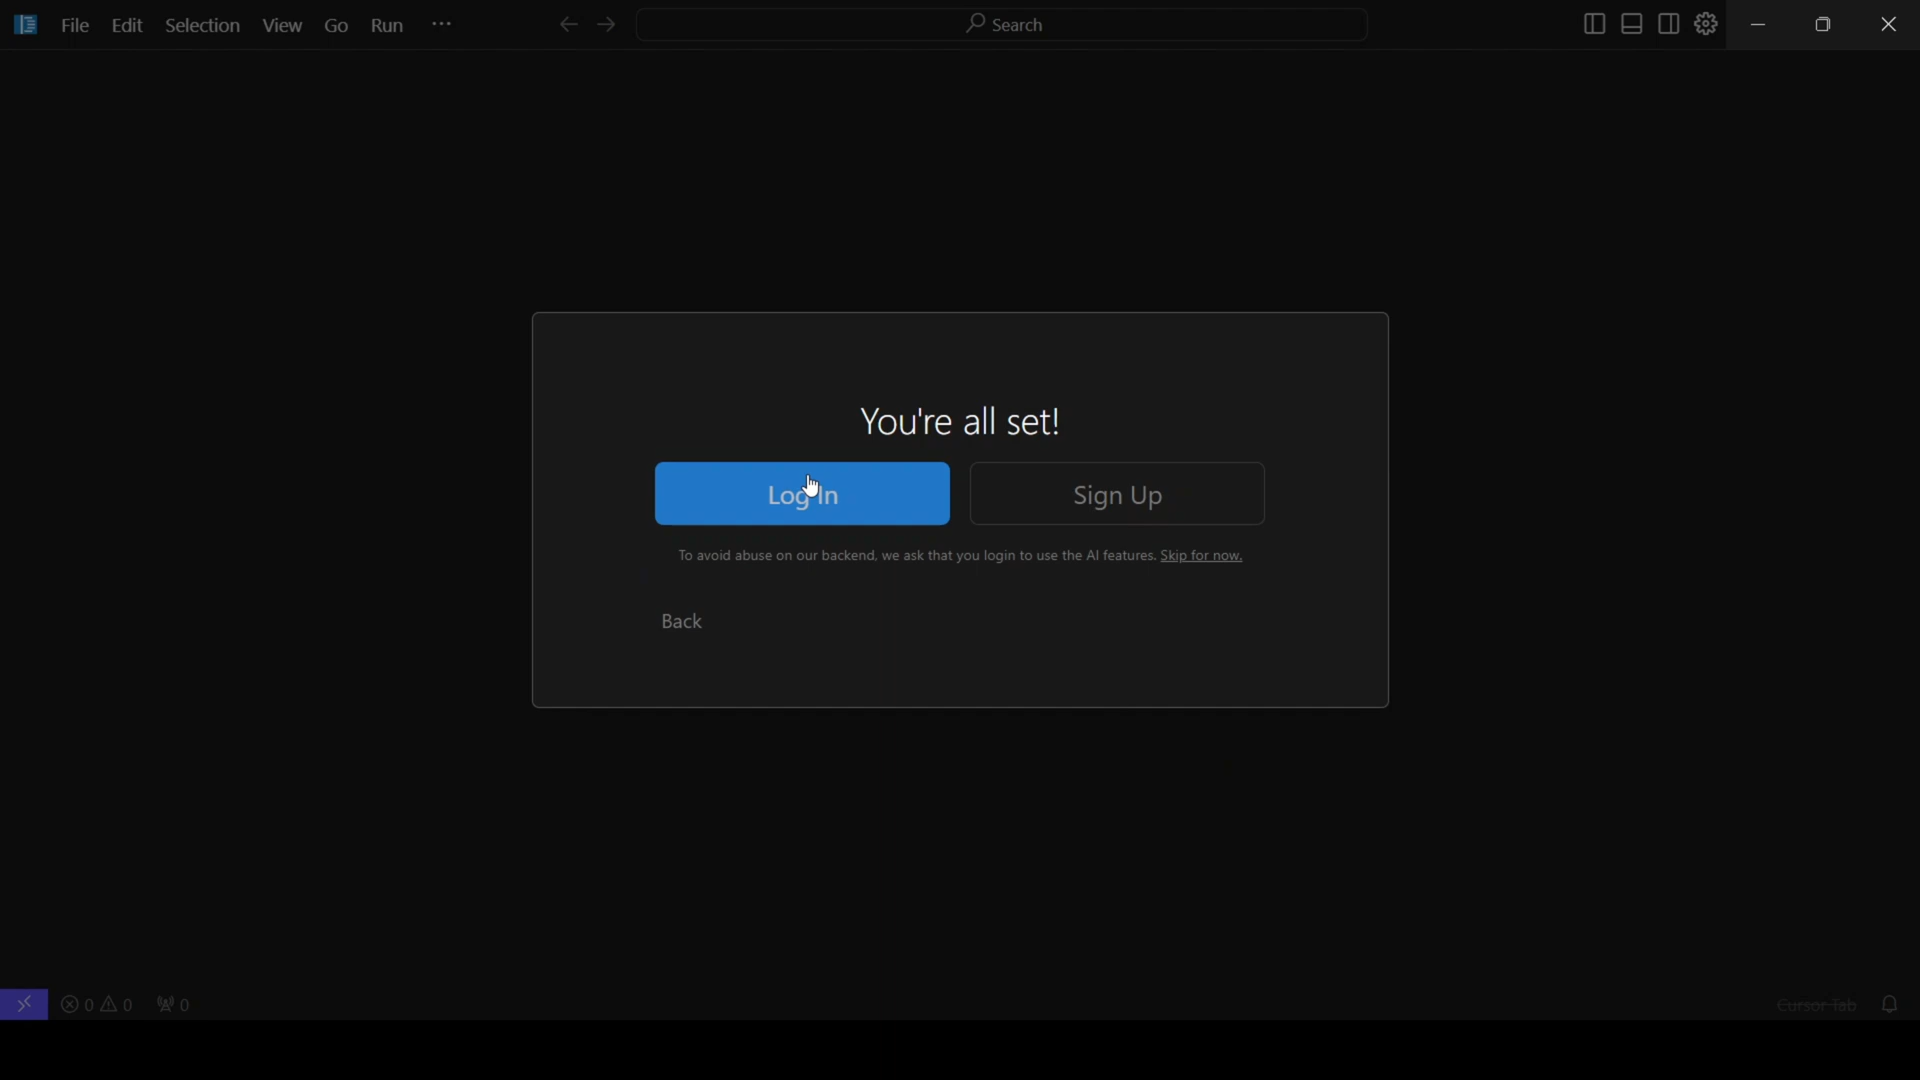 File Edit Selection View Go Run ··· Search
You're all set!
Log In Sign Up
To avoid abuse on our backend, we ask that you login to use the AI features. Skip for now.
Back
0 0 0 Cursor Tab